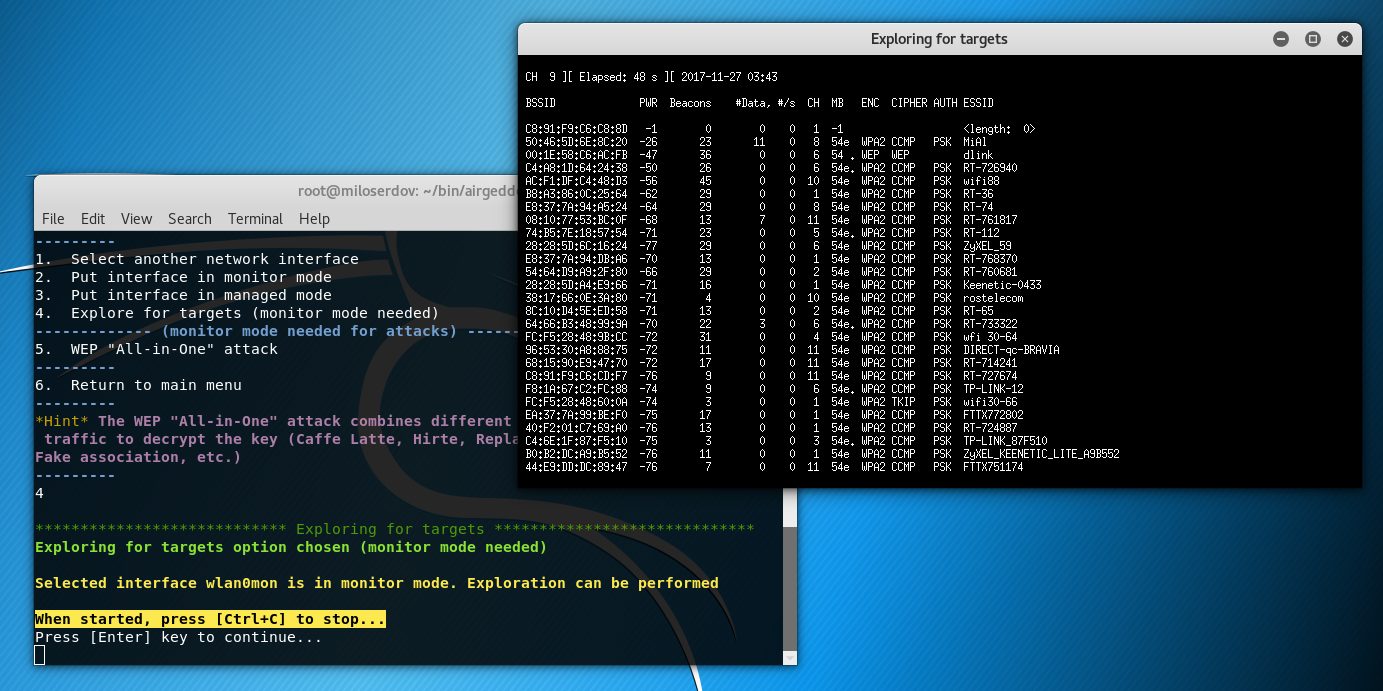 Exploring for targets
CH  9 ][ Elapsed: 48 s ][ 2017-11-27 03:43
BSSID              PWR  Beacons    #Data, #/s  CH  MB   ENC  CIPHER AUTH ESSID
C8:91:F9:C6:C8:8D   -1        0        0    0   1  -1                    <length:  0>
50:46:5D:6E:8C:20  -26       23       11    0   8  54e  WPA2 CCMP   PSK  MiAl
00:1E:58:C6:AC:FB  -47       36        0    0   6  54 . WEP  WEP         dlink
C4:A8:1D:64:24:38  -50       26        0    0   6  54e. WPA2 CCMP   PSK  RT-726940
AC:F1:DF:C4:48:D3  -56       45        0    0  10  54e  WPA2 CCMP   PSK  wifi88
B8:A3:86:0C:25:64  -62       29        0    0   1  54e  WPA2 CCMP   PSK  RT-36
E8:37:7A:94:A5:24  -64       29        0    0   8  54e  WPA2 CCMP   PSK  RT-74
08:10:77:53:BC:0F  -68       13        7    0  11  54e  WPA2 CCMP   PSK  RT-761817
74:B5:7E:18:57:54  -71       23        0    0   5  54e. WPA2 CCMP   PSK  RT-112
28:28:5D:6C:16:24  -77       29        0    0   6  54e  WPA2 CCMP   PSK  ZyXEL_59
E8:37:7A:94:DB:A6  -70       13        0    0   1  54e  WPA2 CCMP   PSK  RT-768370
54:64:D9:A9:2F:80  -66       29        0    0   2  54e  WPA2 CCMP   PSK  RT-760681
28:28:5D:A4:E9:66  -71       16        0    0   1  54e  WPA2 CCMP   PSK  Keenetic-0433
38:17:66:0E:3A:80  -71        4        0    0  10  54e  WPA2 CCMP   PSK  rostelecom
8C:10:D4:5E:ED:58  -71       13        0    0   2  54e  WPA2 CCMP   PSK  RT-65
64:66:B3:48:99:9A  -70       22        3    0   6  54e. WPA2 CCMP   PSK  RT-733322
FC:F5:28:48:9B:CC  -72       31        0    0   4  54e  WPA2 CCMP   PSK  wfi 30-64
96:53:30:A8:88:75  -72       11        0    0  11  54e  WPA2 CCMP   PSK  DIRECT-qc-BRAVIA
68:15:90:E9:47:70  -72       17        0    0  11  54e  WPA2 CCMP   PSK  RT-714241
C8:91:F9:C6:CD:F7  -76        9        0    0  11  54e  WPA2 CCMP   PSK  RT-727674
F8:1A:67:C2:FC:88  -74        9        0    0   6  54e. WPA2 CCMP   PSK  TP-LINK-12
FC:F5:28:48:60:0A  -74        3        0    0   1  54e  WPA2 TKIP   PSK  wifi30-66
EA:37:7A:99:BE:F0  -75       17        0    0   1  54e  WPA2 CCMP   PSK  FTTX772802
40:F2:01:C7:69:A0  -76       13        0    0   1  54e  WPA2 CCMP   PSK  RT-724887
C4:6E:1F:87:F5:10  -75        3        0    0   3  54e. WPA2 CCMP   PSK  TP-LINK_87F510
B0:B2:DC:A9:B5:52  -76       11        0    0   1  54e  WPA2 CCMP   PSK  ZyXEL_KEENETIC_LITE_A9B552
44:E9:DD:DC:89:47  -76        7        0    0  11  54e  WPA2 CCMP   PSK  FTTX751174
root@miloserdov: ~/bin/airgeddo
File Edit View Search Terminal Help
---------
1.  Select another network interface
2.  Put interface in monitor mode
3.  Put interface in managed mode
4.  Explore for targets (monitor mode needed)
------------- (monitor mode needed for attacks) ------
5.  WEP "All-in-One" attack
---------
6.  Return to main menu
---------
*Hint* The WEP "All-in-One" attack combines different
traffic to decrypt the key (Caffe Latte, Hirte, Repla
Fake association, etc.)
---------
4
**************************** Exploring for targets *****************************
Exploring for targets option chosen (monitor mode needed)
Selected interface wlan0mon is in monitor mode. Exploration can be performed
When started, press [Ctrl+C] to stop...
Press [Enter] key to continue...